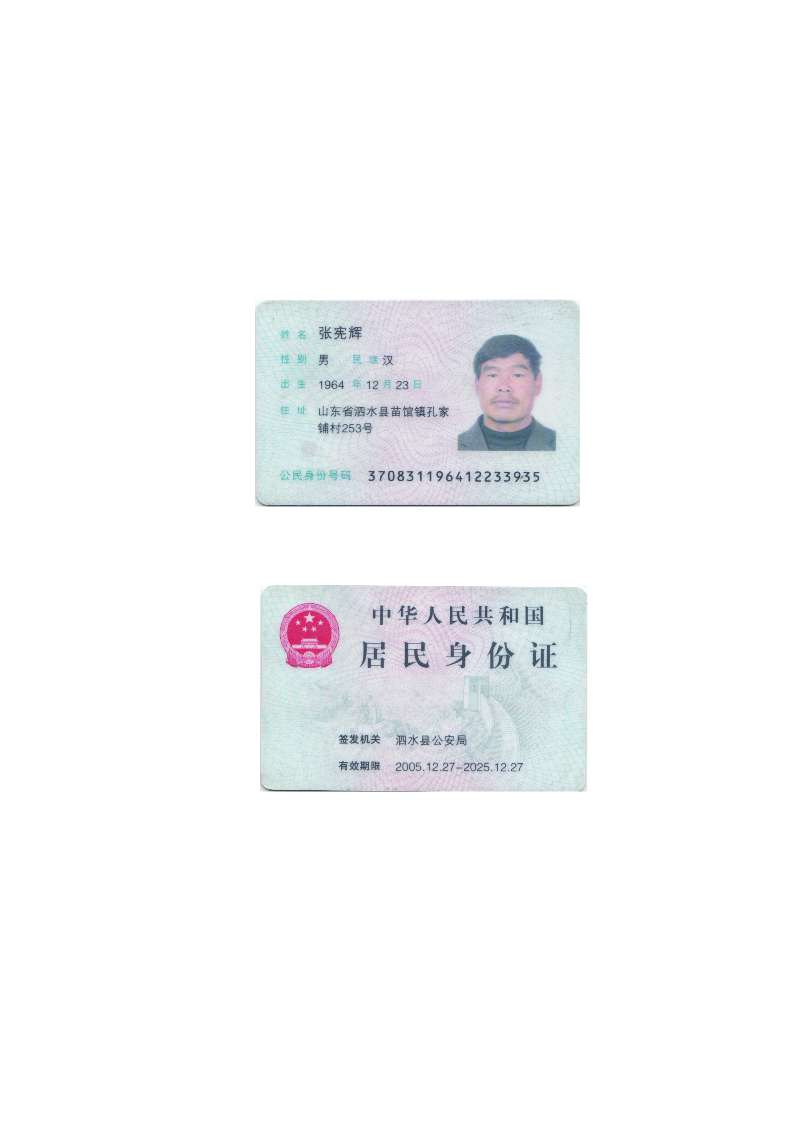 姓名 张宪辉
性别 男 民族 汉
出生 1964 年 12 月 23 日
住址 山东省泗水县苗馆镇孔家
铺村253号
公民身份号码 370831196412233935
中华人民共和国
居民身份证
签发机关 泗水县公安局
有效期限 2005.12.27-2025.12.27